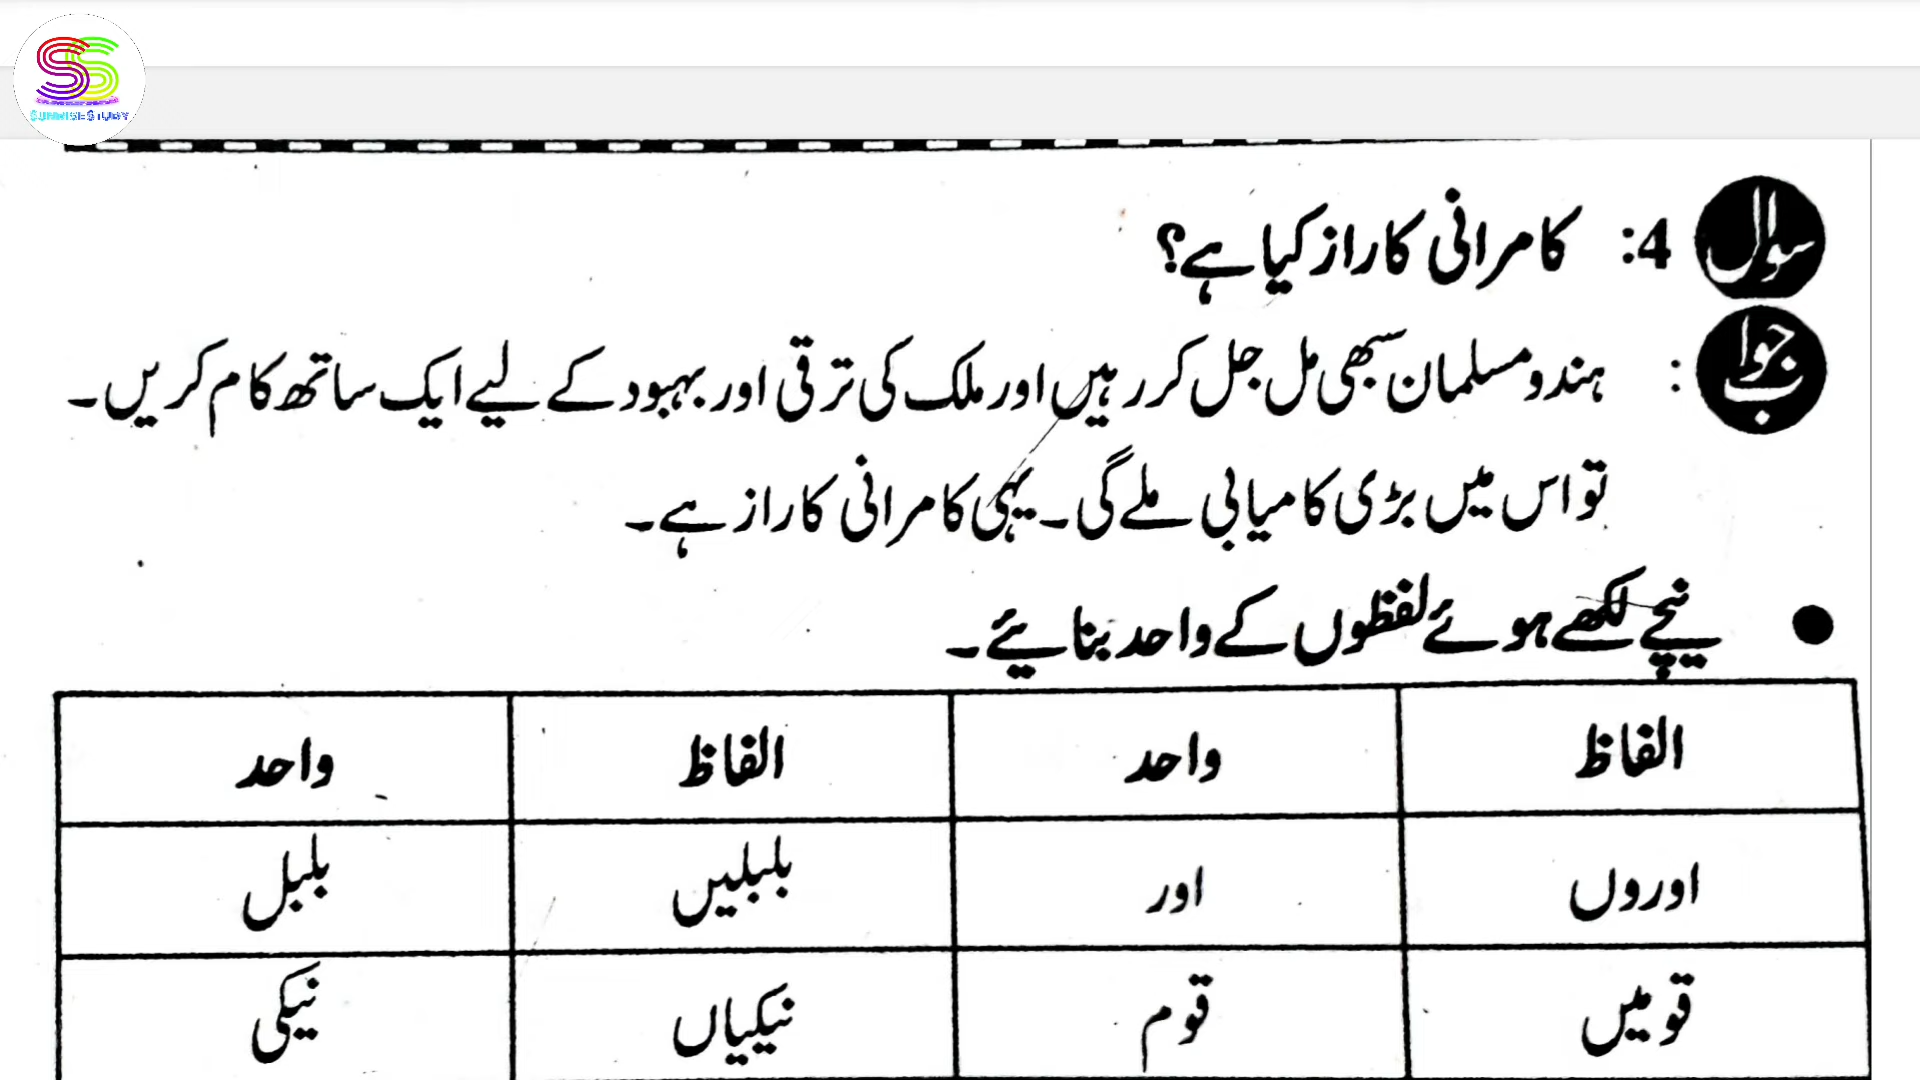 SUNRISE STUDY
سوال 4: کامرانی کا راز کیا ہے؟
جواب : ہندو مسلمان سبھی مل جل کر رہیں اور ملک کی ترقی اور بہبود کے لیے ایک ساتھ کام کریں۔
تو اس میں بڑی کامیابی ملے گی۔ یہی کامرانی کا راز ہے۔
● نیچے لکھے ہوئے لفظوں کے واحد بنائیے۔
الفاظ واحد الفاظ واحد
اوروں اور بلبلیں بلبل
قومیں قوم نیکیاں نیکی